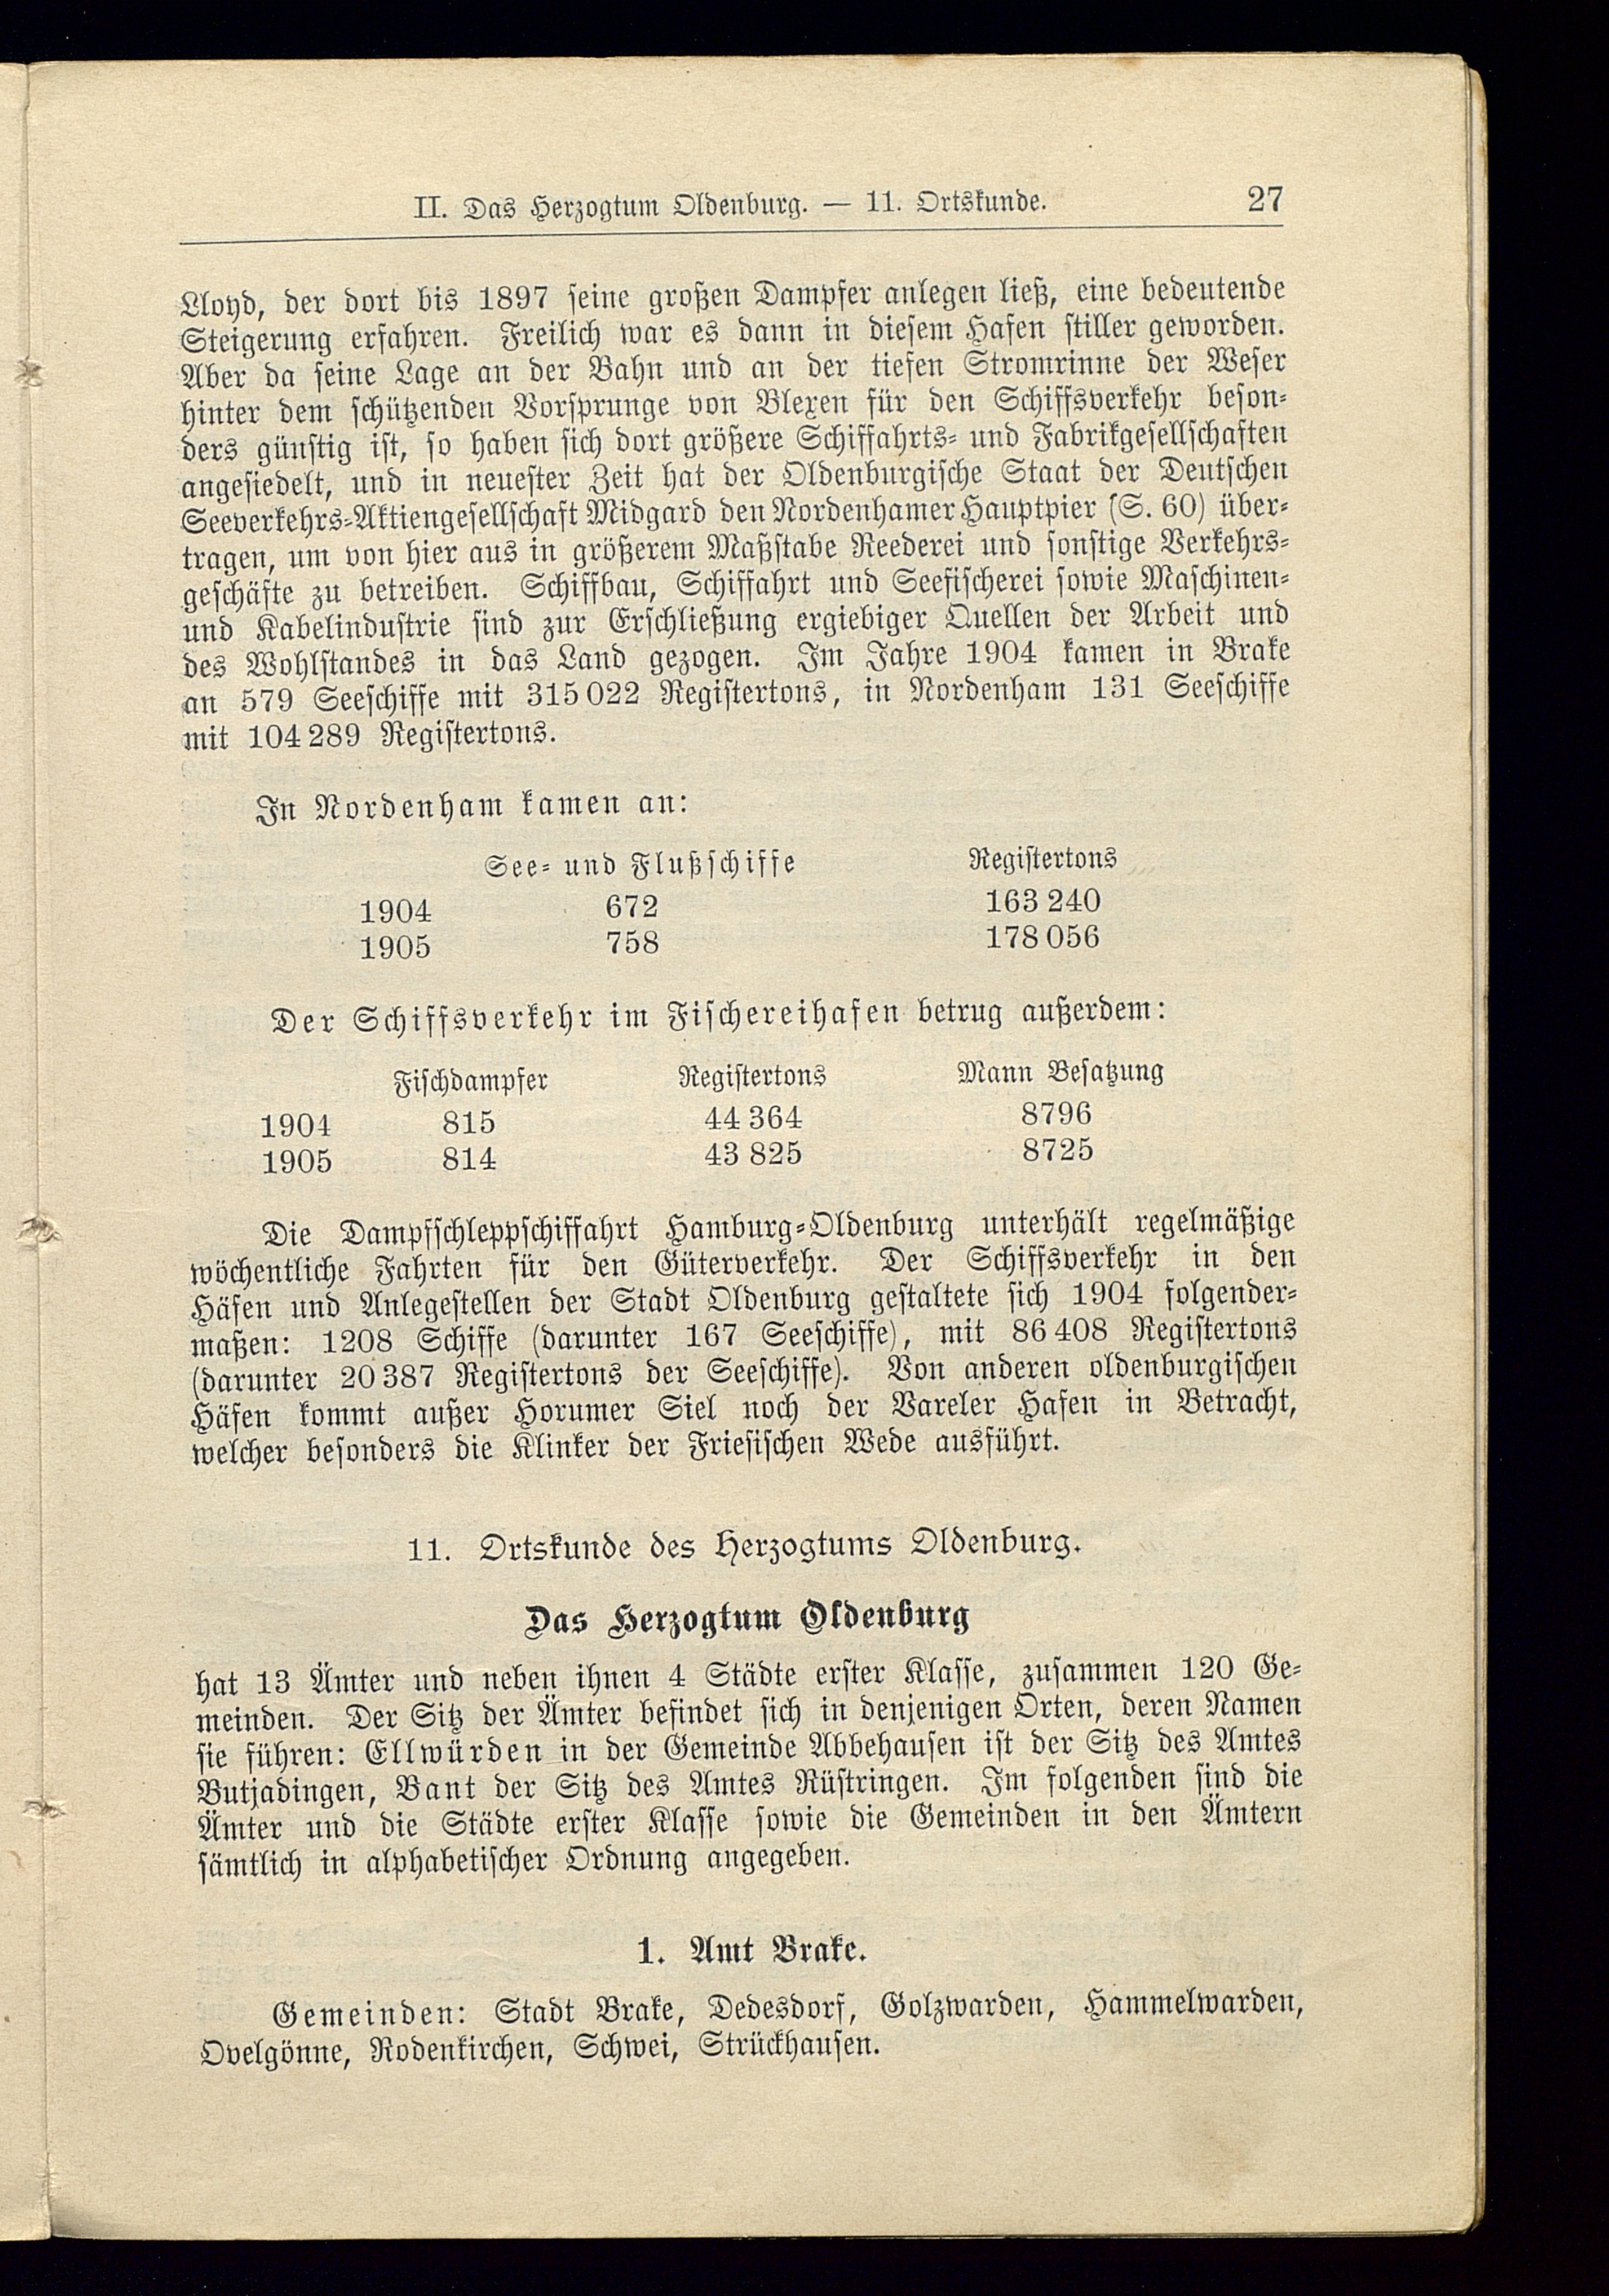 II. Das Herzogtum Oldenburg. — 11. Ortskunde. 27
Lloyd, der dort bis 1897 seine großen Dampfer anlegen ließ, eine bedeutende
Steigerung erfahren. Freilich war es dann in diesem Hafen stiller geworden.
Aber da seine Lage an der Bahn und an der tiefen Stromrinne der Weser
hinter dem schützenden Vorsprunge von Blexen für den Schiffsverkehr beson-
ders günstig ist, so haben sich dort größere Schiffahrts- und Fabrikgesellschaften
angesiedelt, und in neuester Zeit hat der Oldenburgische Staat der Deutschen
Seeverkehrs-Aktiengesellschaft Midgard den Nordenhamer Hauptpier (S. 60) über-
tragen, um von hier aus in größerem Maßstabe Reederei und sonstige Verkehrs-
geschäfte zu betreiben. Schiffbau, Schiffahrt und Seefischerei sowie Maschinen-
und Kabelindustrie sind zur Erschließung ergiebiger Quellen der Arbeit und
des Wohlstandes in das Land gezogen. Im Jahre 1904 kamen in Brake
an 579 Seeschiffe mit 315 022 Registertons, in Nordenham 131 Seeschiffe
mit 104 289 Registertons.
In Nordenham kamen an:
See- und Flußschiffe Registertons
1904 672 163 240
1905 758 178 056
Der Schiffsverkehr im Fischereihafen betrug außerdem:
Fischdampfer Registertons Mann Besatzung
1904 815 44 364 8796
1905 814 43 825 8725
Die Dampfschleppschiffahrt Hamburg-Oldenburg unterhält regelmäßige
wöchentliche Fahrten für den Güterverkehr. Der Schiffsverkehr in den
Häfen und Anlegestellen der Stadt Oldenburg gestaltete sich 1904 folgender-
maßen: 1208 Schiffe (darunter 167 Seeschiffe), mit 86 408 Registertons
(darunter 20 387 Registertons der Seeschiffe). Von anderen oldenburgischen
Häfen kommt außer Horumer Siel noch der Vareler Hafen in Betracht,
welcher besonders die Klinker der Friesischen Wede ausführt.
11. Ortskunde des Herzogtums Oldenburg.
Das Herzogtum Oldenburg
hat 13 Ämter und neben ihnen 4 Städte erster Klasse, zusammen 120 Ge-
meinden. Der Sitz der Ämter befindet sich in denjenigen Orten, deren Namen
sie führen: Ellwürden in der Gemeinde Abbehausen ist der Sitz des Amtes
Butjadingen, Bant der Sitz des Amtes Rüstringen. Im folgenden sind die
Ämter und die Städte erster Klasse sowie die Gemeinden in den Ämtern
sämtlich in alphabetischer Ordnung angegeben.
1. Amt Brake.
Gemeinden: Stadt Brake, Dedesdorf, Golzwarden, Hammelwarden,
Ovelgönne, Rodenkirchen, Schwei, Strückhausen.